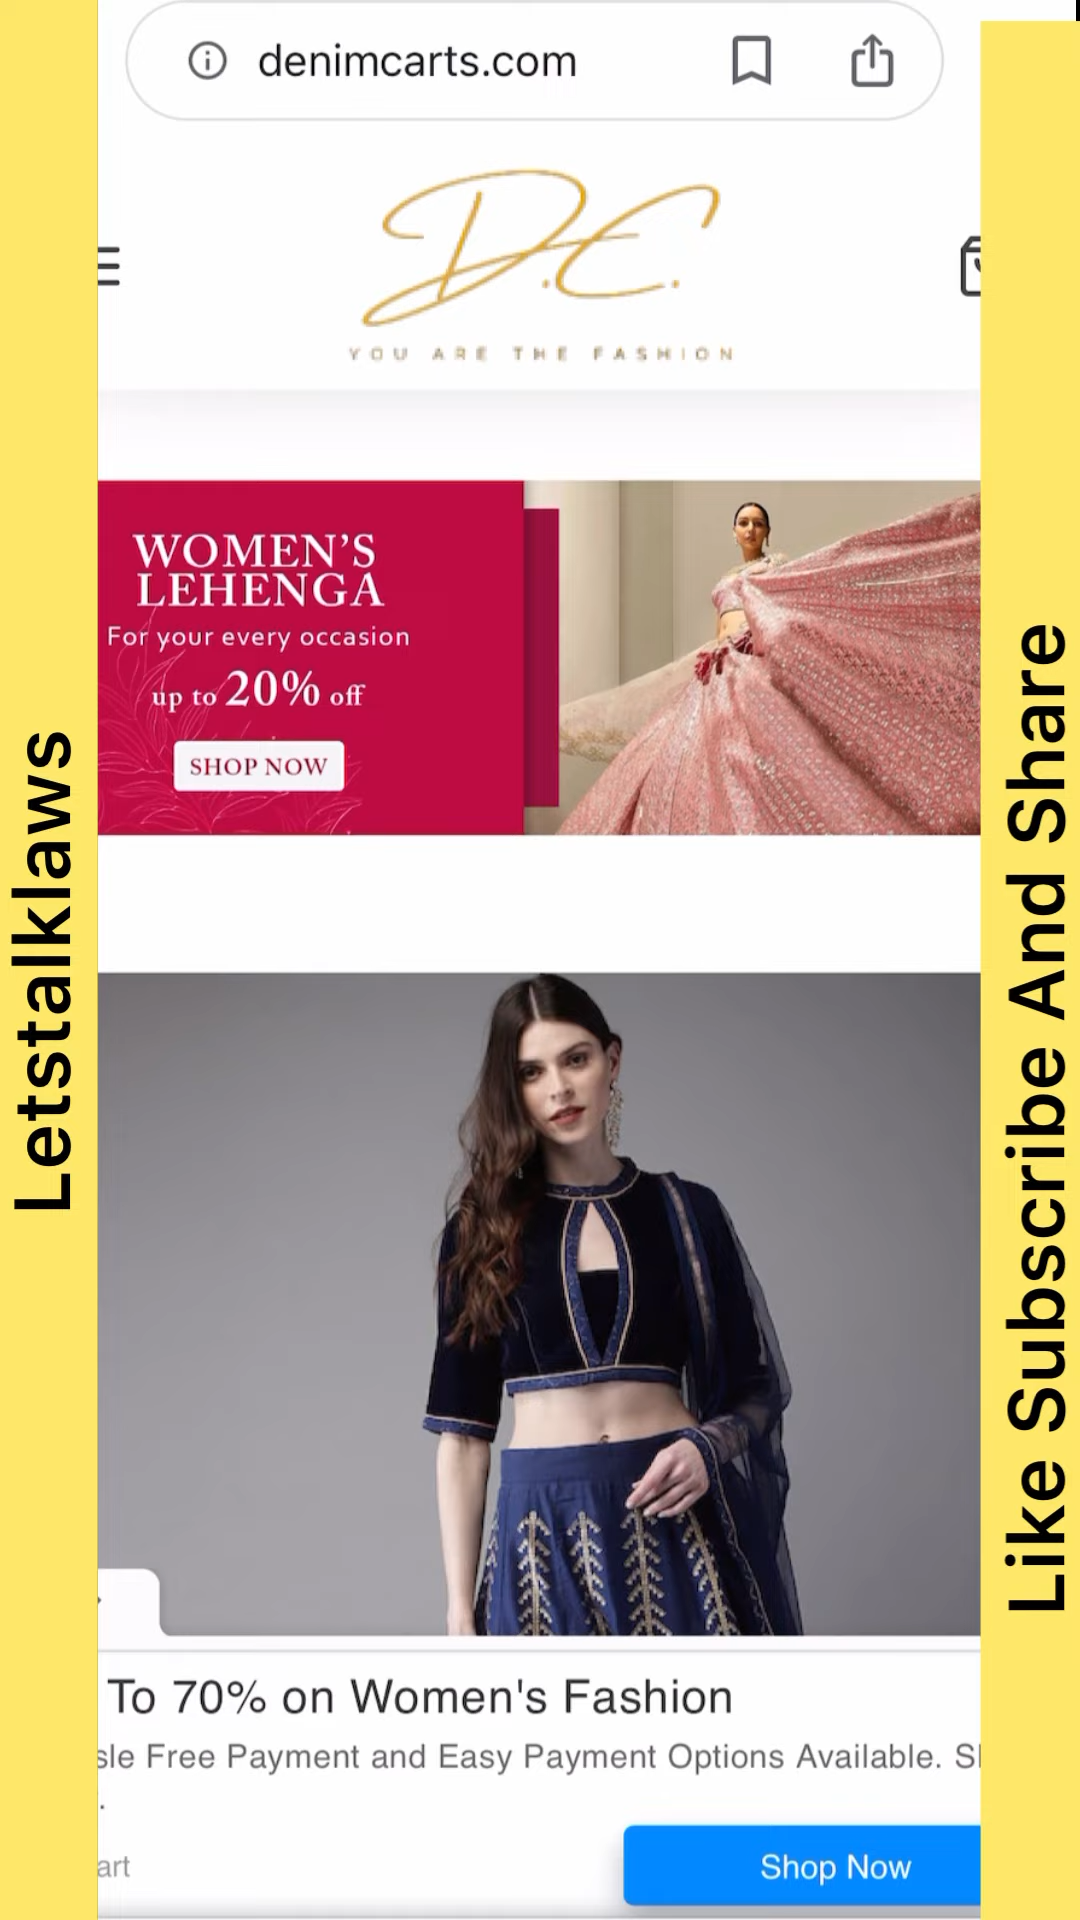 denimcarts.com
D.C.
YOU ARE THE FASHION
WOMEN'S
LEHENGA
For your every occasion
up to 20% off
SHOP NOW
Letstalklaws
Like Subscribe And Share
To 70% on Women's Fashion
sle Free Payment and Easy Payment Options Available.
.
art
Shop Now